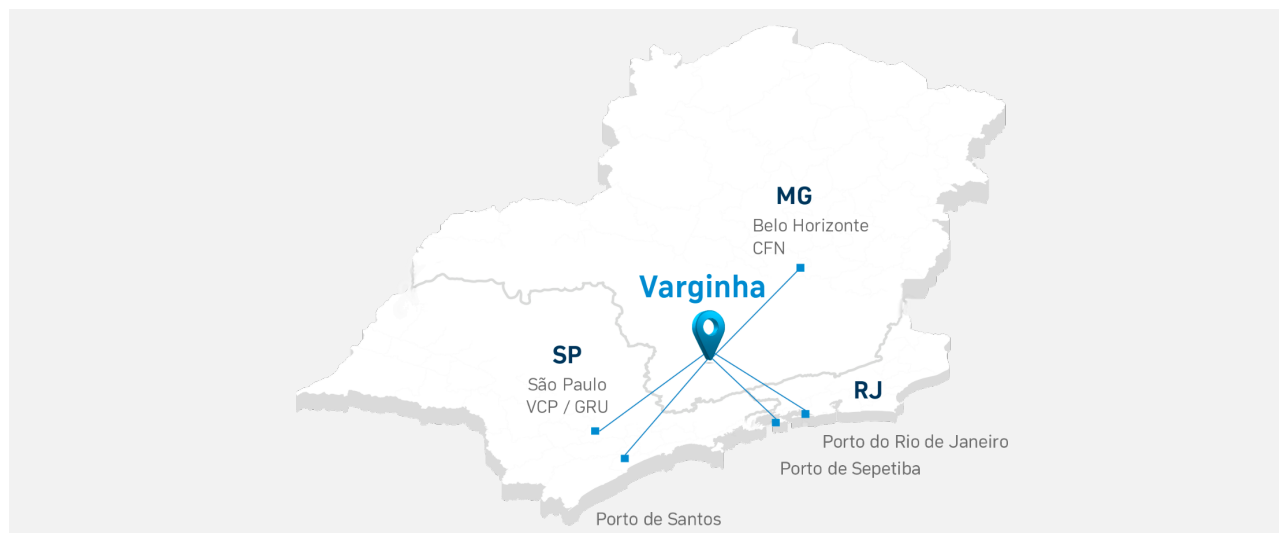 MG
Belo Horizonte
CFN
Varginha
SP
São Paulo
VCP / GRU
RJ
Porto do Rio de Janeiro
Porto de Sepetiba
Porto de Santos